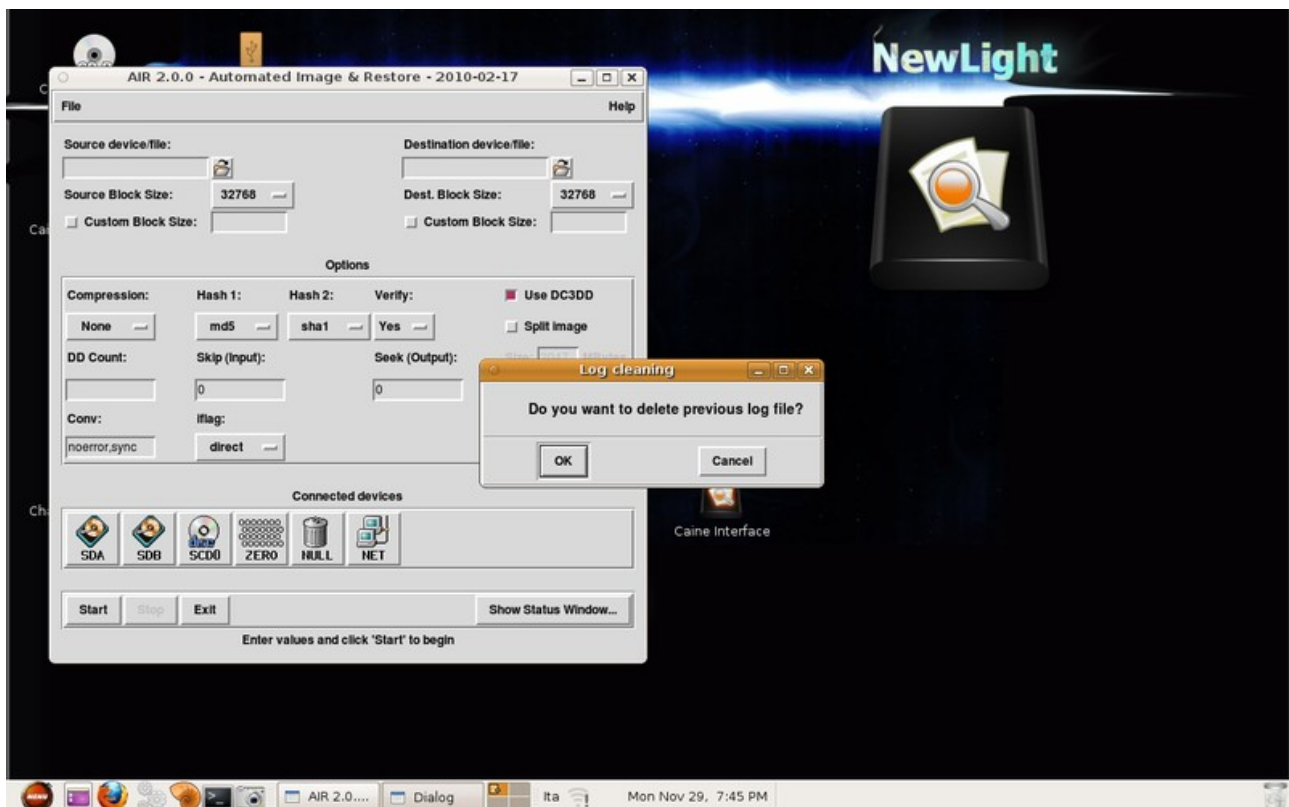 NewLight
AIR 2.0.0 - Automated Image & Restore - 2010-02-17
File Help
Source device/file: Destination device/file:
Source Block Size: 32768 Dest. Block Size: 32768
Custom Block Size: Custom Block Size:
Options
Compression: Hash 1: Hash 2: Verify: Use DC3DD
None md5 sha1 Yes Split image
DD Count: Skip (Input): Seek (Output):
0 0
Conv: iflag:
noerror,sync direct
Log cleaning
Do you want to delete previous log file?
OK Cancel
Connected devices
SDA SDB SCD0 ZERO NULL NET
Caine Interface
Start Stop Exit Show Status Window...
Enter values and click 'Start' to begin
MENU AIR 2.0.... Dialog Ita Mon Nov 29, 7:45 PM